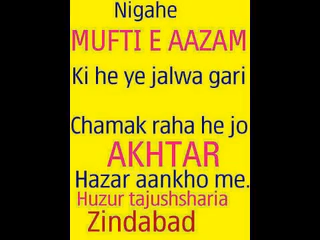 Nigahe
MUFTI E AAZAM
Ki he ye jalwa gari
Chamak raha he jo
AKHTAR
Hazar aankho me.
Huzur tajushsharia
Zindabad